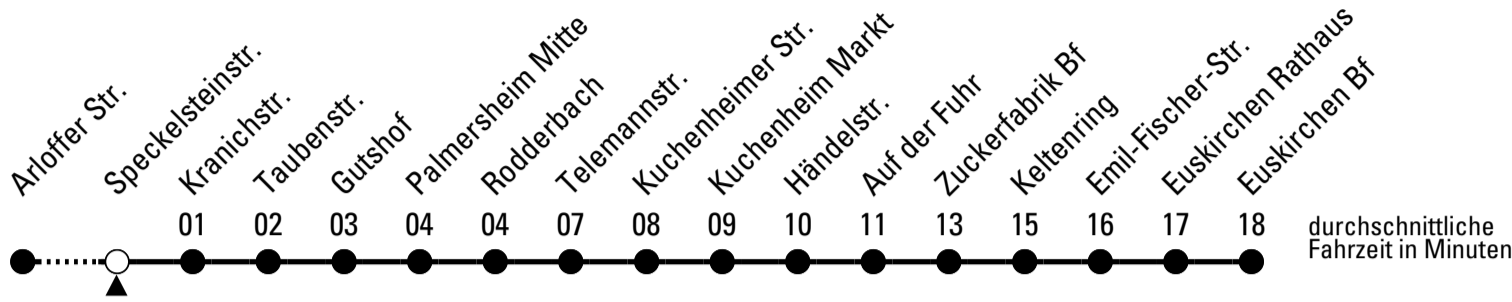 Arloffer Str.
Speckelsteinstr.
Kranichstr.
Taubenstr.
Gutshof
Palmersheim Mitte
Rodderbach
Telemannstr.
Kuchenheimer Str.
Kuchenheim Markt
Händelstr.
Auf der Fuhr
Zuckerfabrik Bf
Keltenring
Emil-Fischer-Str.
Euskirchen Rathaus
Euskirchen Bf
01 02 03 04 04 07 08 09 10 11 13 15 16 17 18
durchschnittliche
Fahrzeit in Minuten